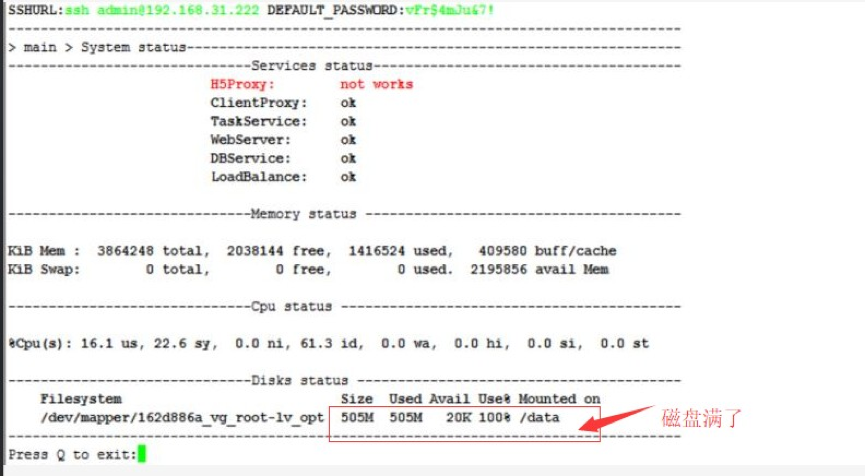 SSHURL:ssh admin@192.168.31.222 DEFAULT_PASSWORD:vFr$4mJu&7!
--------------------------------------------------------------------------------
> main > System status-------------------------------------------------------------
------------------------------Services status--------------------------------------
H5Proxy: not works
ClientProxy: ok
TaskService: ok
WebServer: ok
DBService: ok
LoadBalance: ok
------------------------------Memory status ---------------------------------------
KiB Mem : 3864248 total, 2038144 free, 1416524 used, 409580 buff/cache
KiB Swap: 0 total, 0 free, 0 used. 2195856 avail Mem
------------------------------Cpu status ------------------------------------------
%Cpu(s): 16.1 us, 22.6 sy, 0.0 ni, 61.3 id, 0.0 wa, 0.0 hi, 0.0 si, 0.0 st
------------------------------Disks status ----------------------------------------
Filesystem Size Used Avail Use% Mounted on
/dev/mapper/162d886a_vg_root-lv_opt 505M 505M 20K 100% /data
磁盘满了
--------------------------------------------------------------------------------
Press Q to exit: